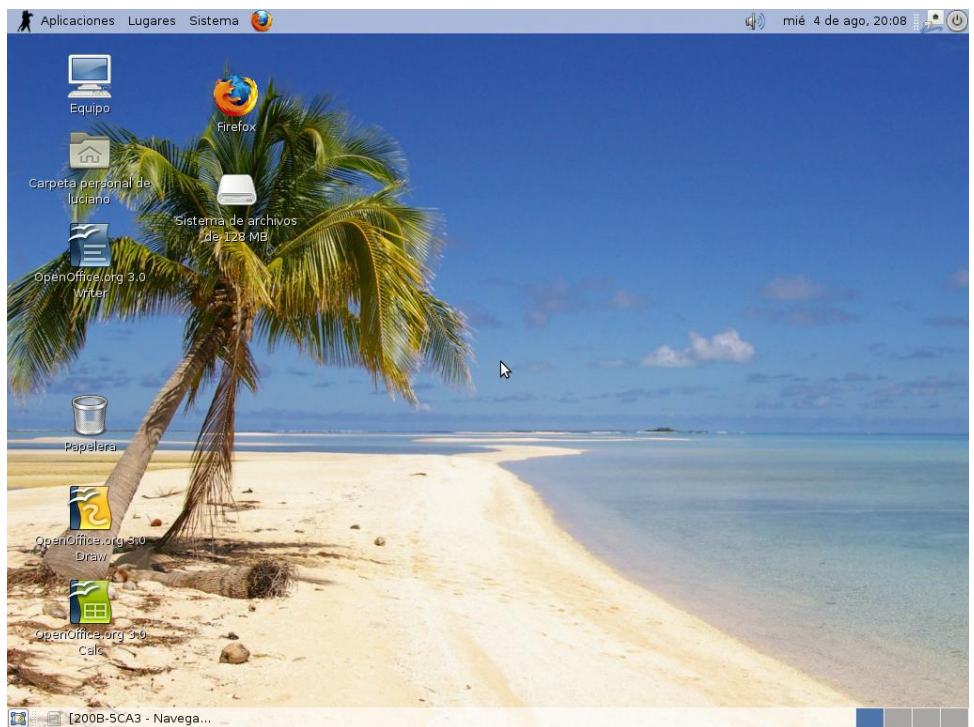 Aplicaciones Lugares Sistema
mié 4 de ago, 20:08
Equipo
Firefox
Carpeta personal de
luciano
Sistema de archivos
de 128 MB
OpenOffice.org 3.0
Writer
Papelera
OpenOffice.org 3.0
Draw
OpenOffice.org 3.0
Calc
[200B-5CA3 - Navega...